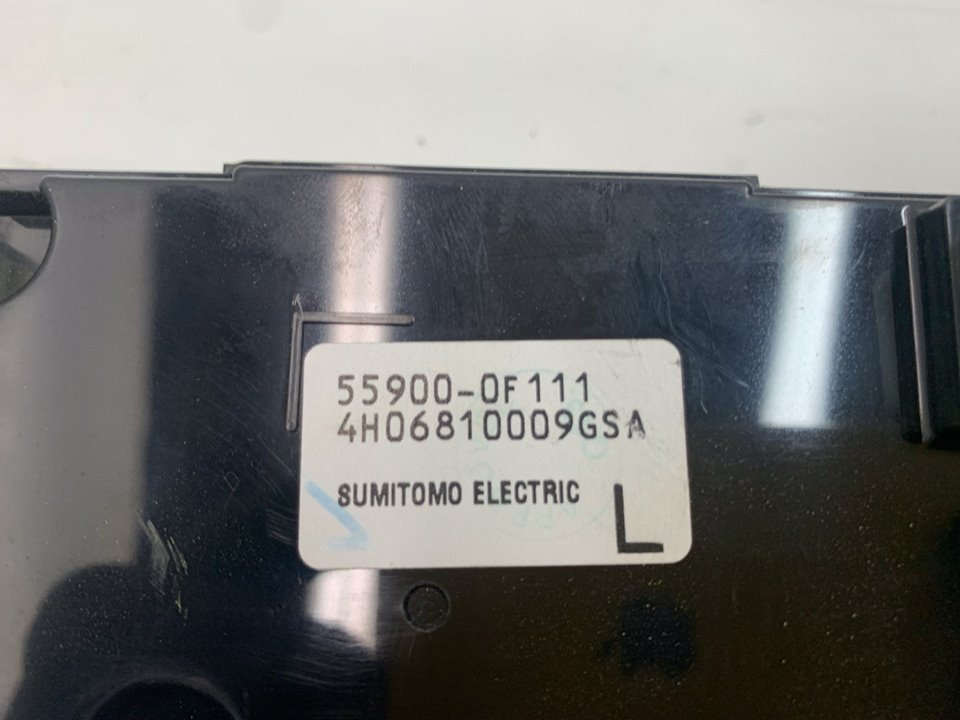 55900-0F111
4H06810009GSA
SUMITOMO ELECTRIC
L